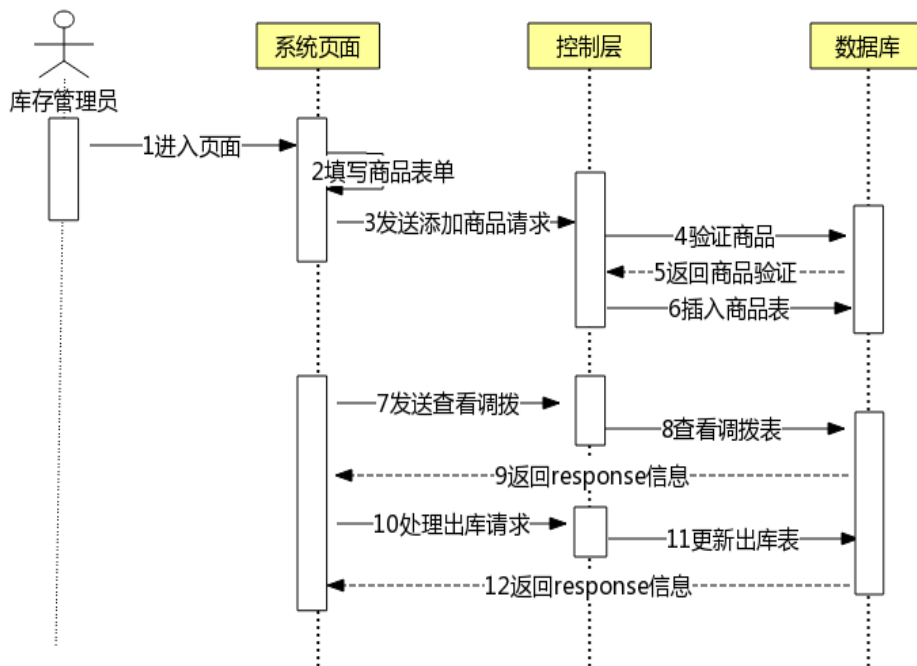 系统页面
控制层
数据库
库存管理员
1进入页面
2填写商品表单
3发送添加商品请求
4验证商品
5返回商品验证
6插入商品表
7发送查看调拨
8查看调拨表
9返回response信息
10处理出库请求
11更新出库表
12返回response信息